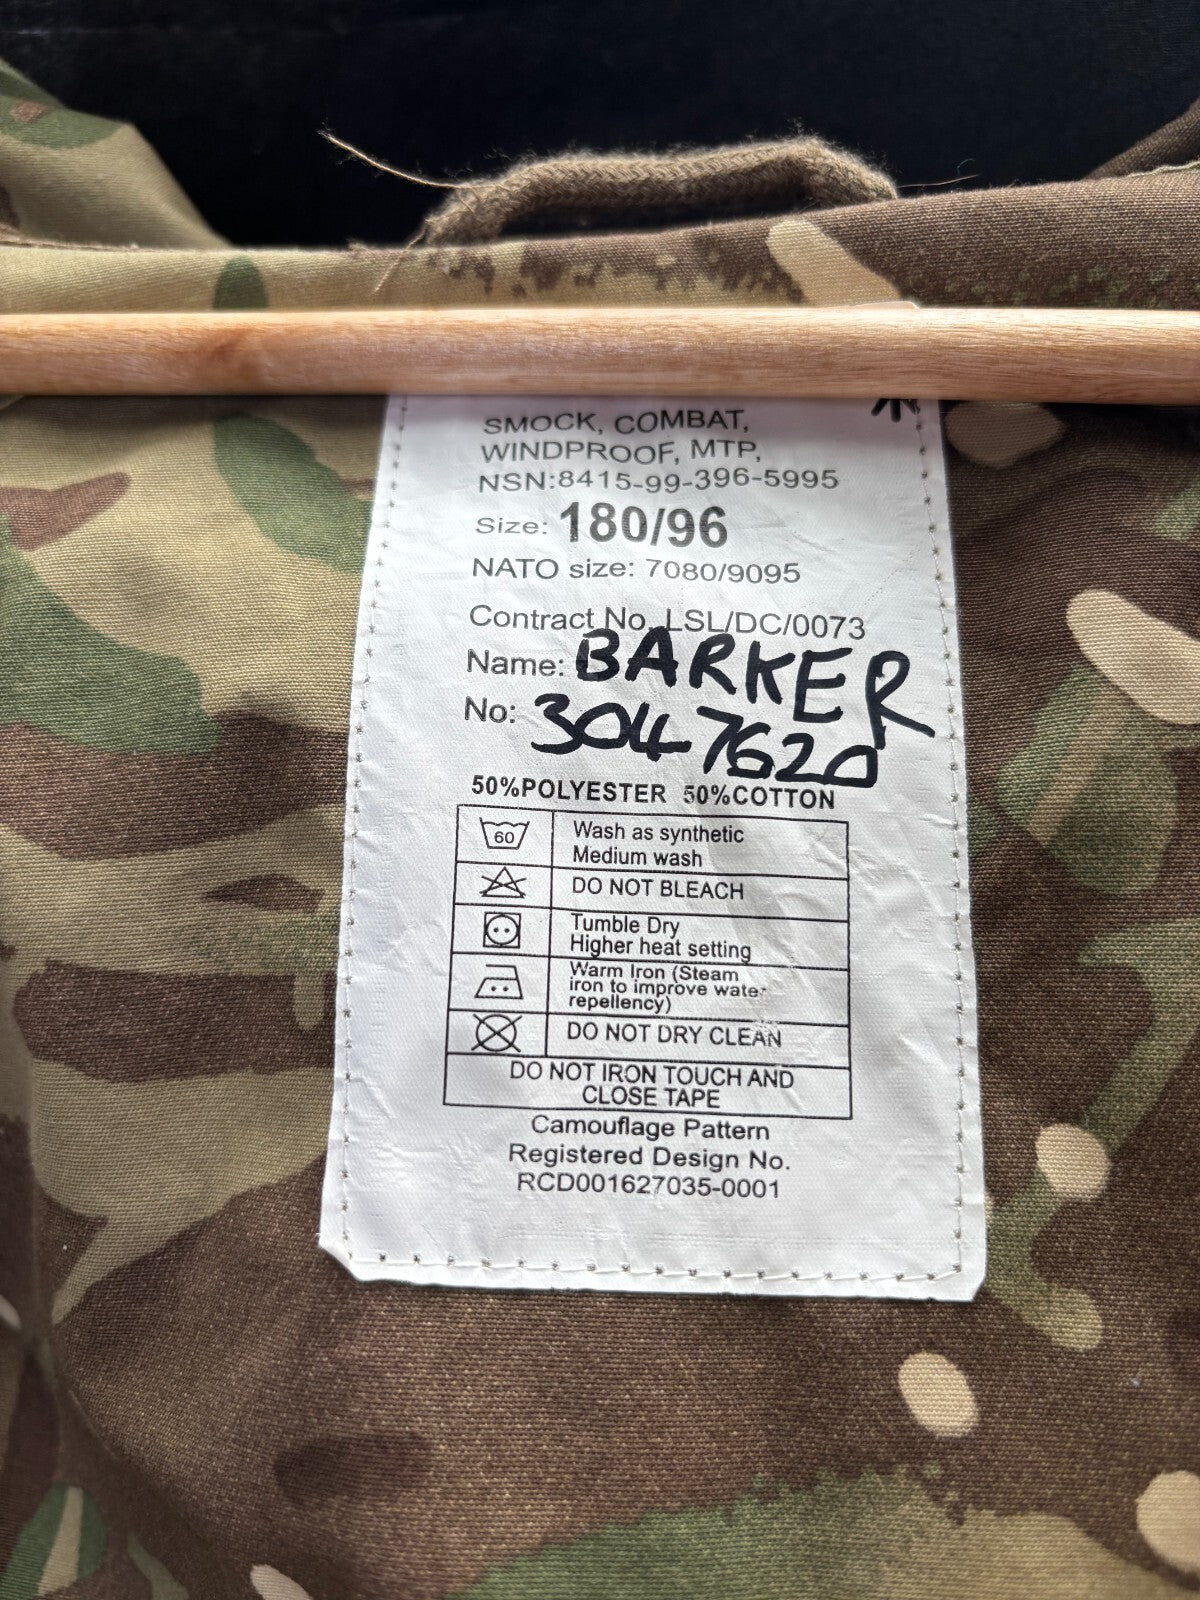 SMOCK, COMBAT,
WINDPROOF, MTP,
NSN:8415-99-396-5995
Size: 180/96
NATO size: 7080/9095
Contract No. LSL/DC/0073
Name: BARKER
No: 30447620
50%POLYESTER 50%COTTON
60 Wash as synthetic
Medium wash
DO NOT BLEACH
Tumble Dry
Higher heat setting
Warm Iron (Steam
iron to improve water
repellency)
DO NOT DRY CLEAN
DO NOT IRON TOUCH AND
CLOSE TAPE
Camouflage Pattern
Registered Design No.
RCD001627035-0001